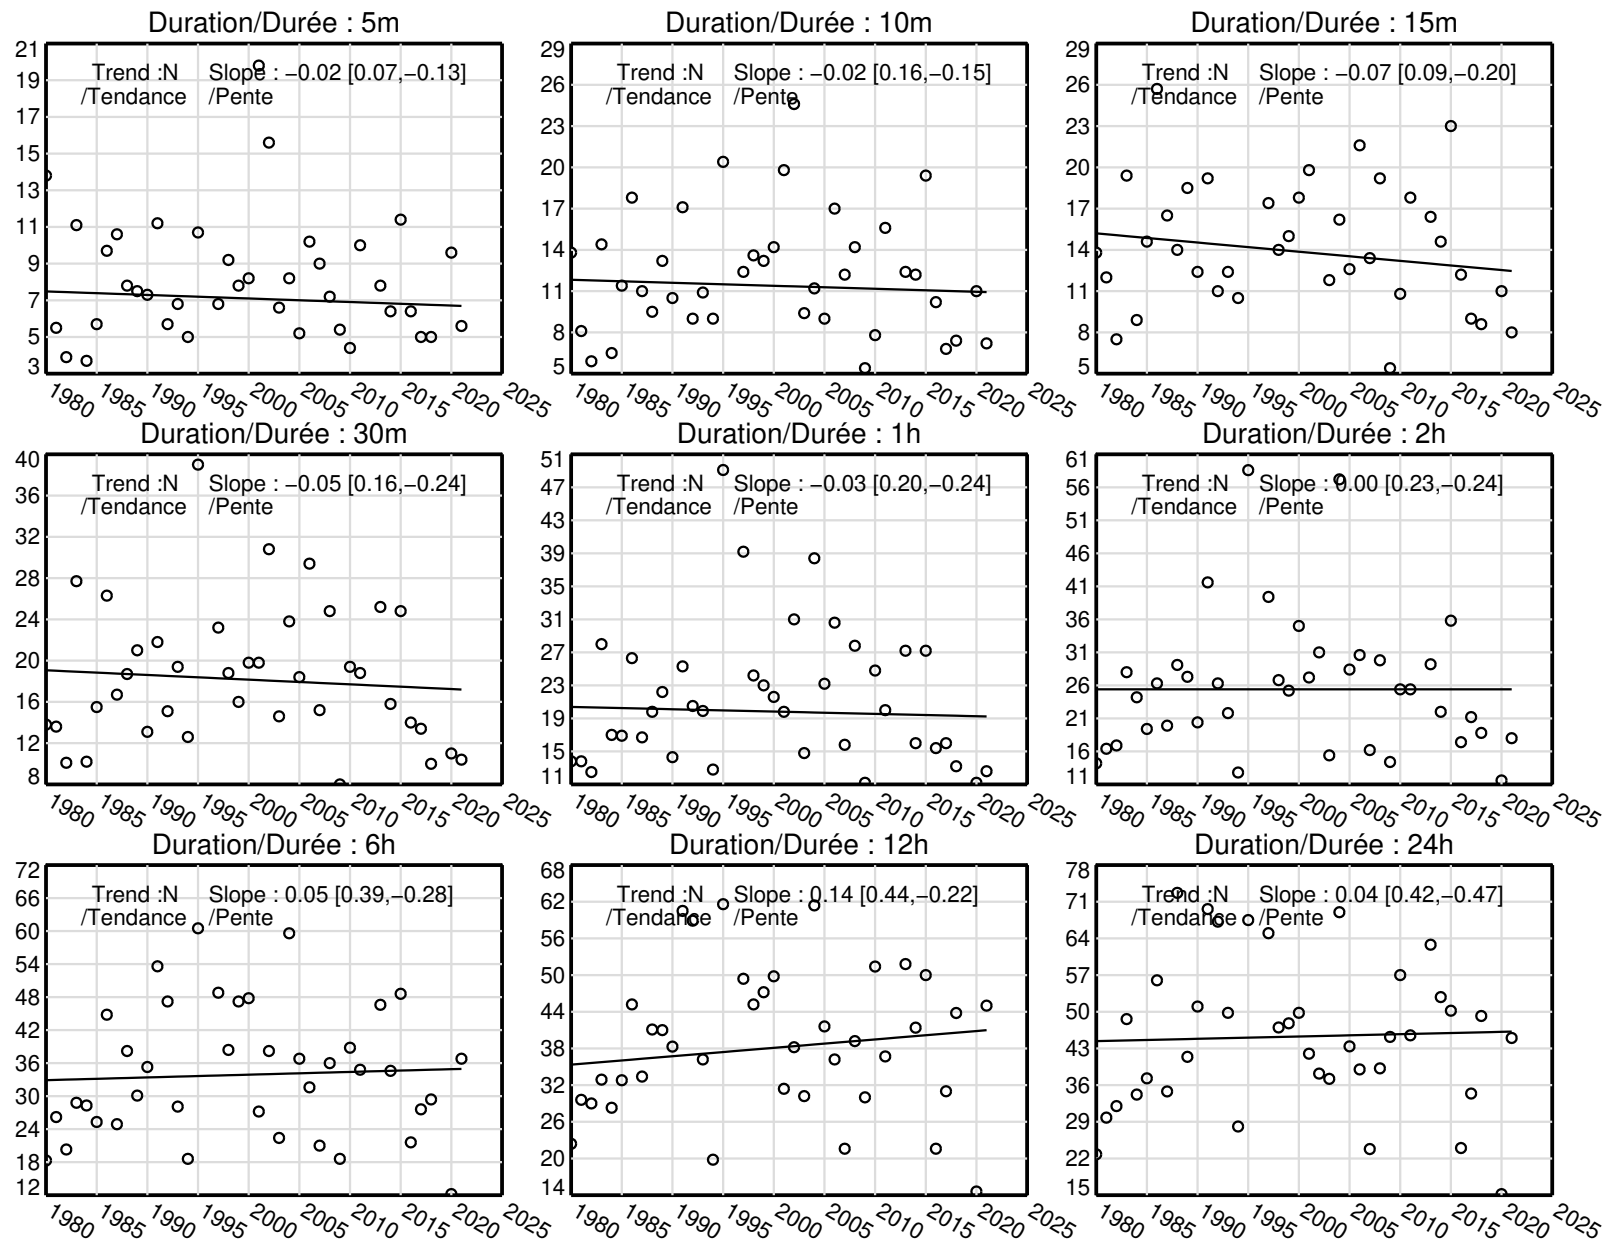 Duration/Durée : 5m
Trend :N Slope : −0.02 [0.07,−0.13]
/Tendance /Pente
21
19
17
15
13
11
9
7
5
3
1980 1985 1990 1995 2000 2005 2010 2015 2020 2025
Duration/Durée : 10m
Trend :N Slope : −0.02 [0.16,−0.15]
/Tendance /Pente
29
26
23
20
17
14
11
8
5
1980 1985 1990 1995 2000 2005 2010 2015 2020 2025
Duration/Durée : 15m
Trend :N Slope : −0.07 [0.09,−0.20]
/Tendance /Pente
29
26
23
20
17
14
11
8
5
1980 1985 1990 1995 2000 2005 2010 2015 2020 2025
Duration/Durée : 30m
Trend :N Slope : −0.05 [0.16,−0.24]
/Tendance /Pente
40
36
32
28
24
20
16
12
8
1980 1985 1990 1995 2000 2005 2010 2015 2020 2025
Duration/Durée : 1h
Trend :N Slope : −0.03 [0.20,−0.24]
/Tendance /Pente
51
47
43
39
35
31
27
23
19
15
11
1980 1985 1990 1995 2000 2005 2010 2015 2020 2025
Duration/Durée : 2h
Trend :N Slope : 0.00 [0.23,−0.24]
/Tendance /Pente
61
56
51
46
41
36
31
26
21
16
11
1980 1985 1990 1995 2000 2005 2010 2015 2020 2025
Duration/Durée : 6h
Trend :N Slope : 0.05 [0.39,−0.28]
/Tendance /Pente
72
66
60
54
48
42
36
30
24
18
12
1980 1985 1990 1995 2000 2005 2010 2015 2020 2025
Duration/Durée : 12h
Trend :N Slope : 0.14 [0.44,−0.22]
/Tendance /Pente
68
62
56
50
44
38
32
26
20
14
1980 1985 1990 1995 2000 2005 2010 2015 2020 2025
Duration/Durée : 24h
Trend :N Slope : 0.04 [0.42,−0.47]
/Tendance /Pente
78
71
64
57
50
43
36
29
22
15
1980 1985 1990 1995 2000 2005 2010 2015 2020 2025